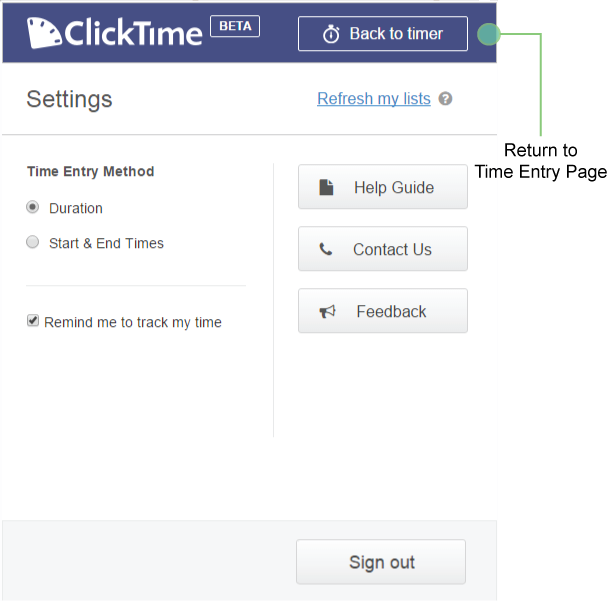 ClickTime BETA
Back to timer
Settings
Refresh my lists ?
Return to
Time Entry Page
Time Entry Method
Duration
Start & End Times
Remind me to track my time
Help Guide
Contact Us
Feedback
Sign out